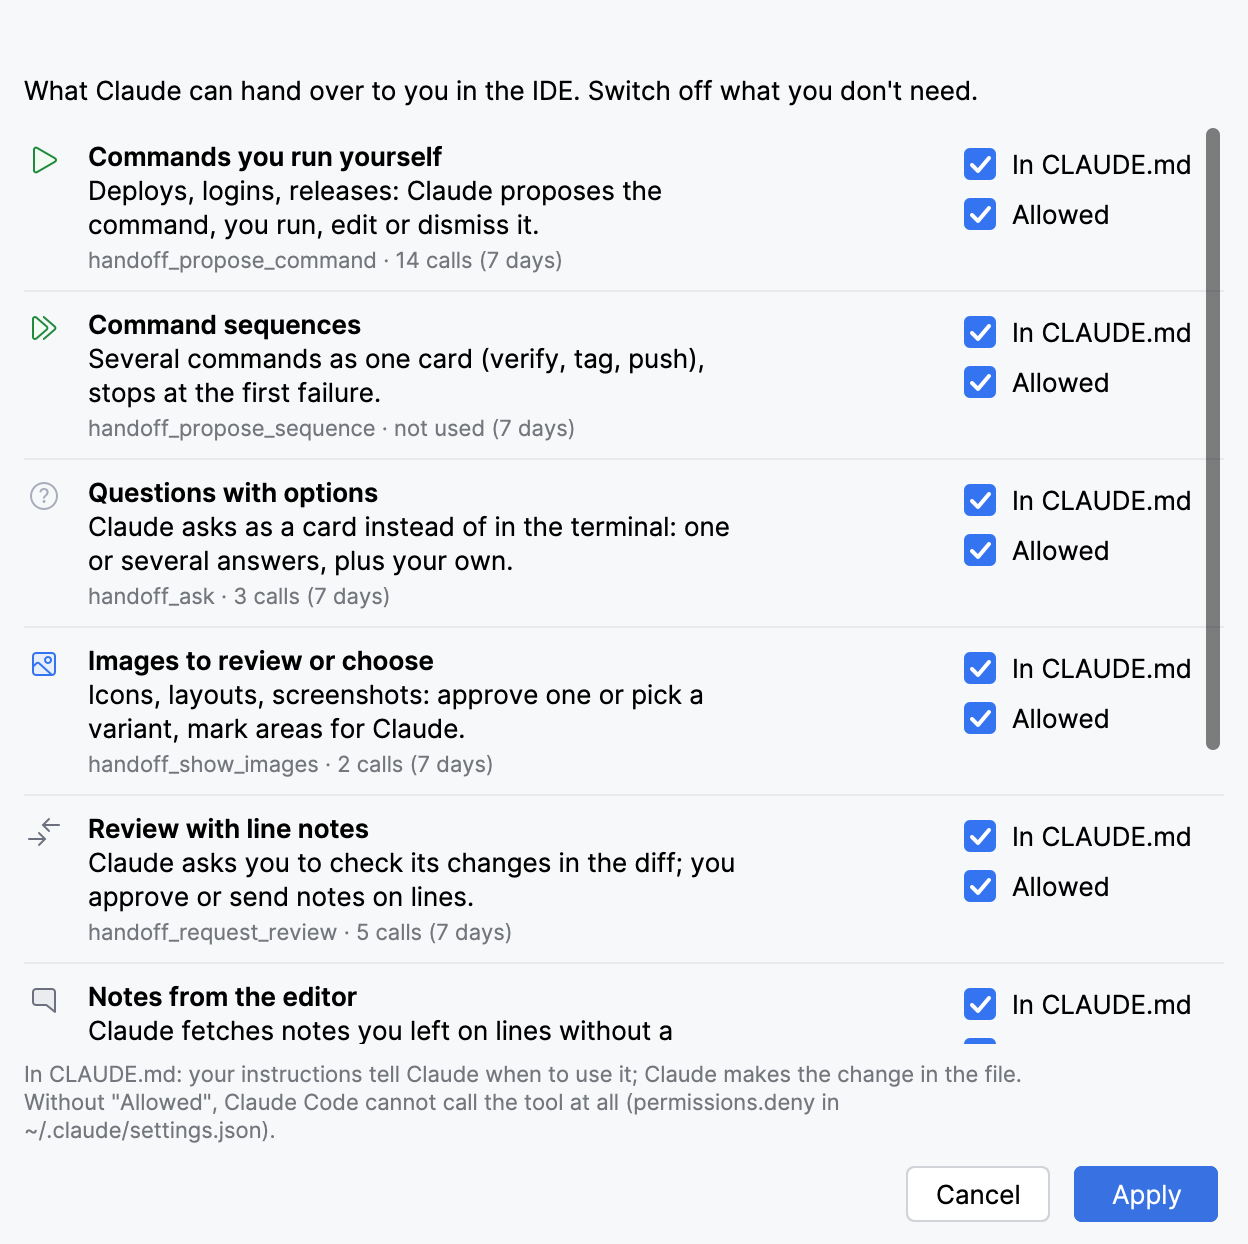 What Claude can hand over to you in the IDE. Switch off what you don't need.
Commands you run yourself
Deploys, logins, releases: Claude proposes the
command, you run, edit or dismiss it.
handoff_propose_command · 14 calls (7 days)
In CLAUDE.md
Allowed
Command sequences
Several commands as one card (verify, tag, push),
stops at the first failure.
handoff_propose_sequence · not used (7 days)
In CLAUDE.md
Allowed
Questions with options
Claude asks as a card instead of in the terminal: one
or several answers, plus your own.
handoff_ask · 3 calls (7 days)
In CLAUDE.md
Allowed
Images to review or choose
Icons, layouts, screenshots: approve one or pick a
variant, mark areas for Claude.
handoff_show_images · 2 calls (7 days)
In CLAUDE.md
Allowed
Review with line notes
Claude asks you to check its changes in the diff; you
approve or send notes on lines.
handoff_request_review · 5 calls (7 days)
In CLAUDE.md
Allowed
Notes from the editor
Claude fetches notes you left on lines without a
In CLAUDE.md
In CLAUDE.md: your instructions tell Claude when to use it; Claude makes the change in the file.
Without "Allowed", Claude Code cannot call the tool at all (permissions.deny in
~/.claude/settings.json).
Cancel
Apply